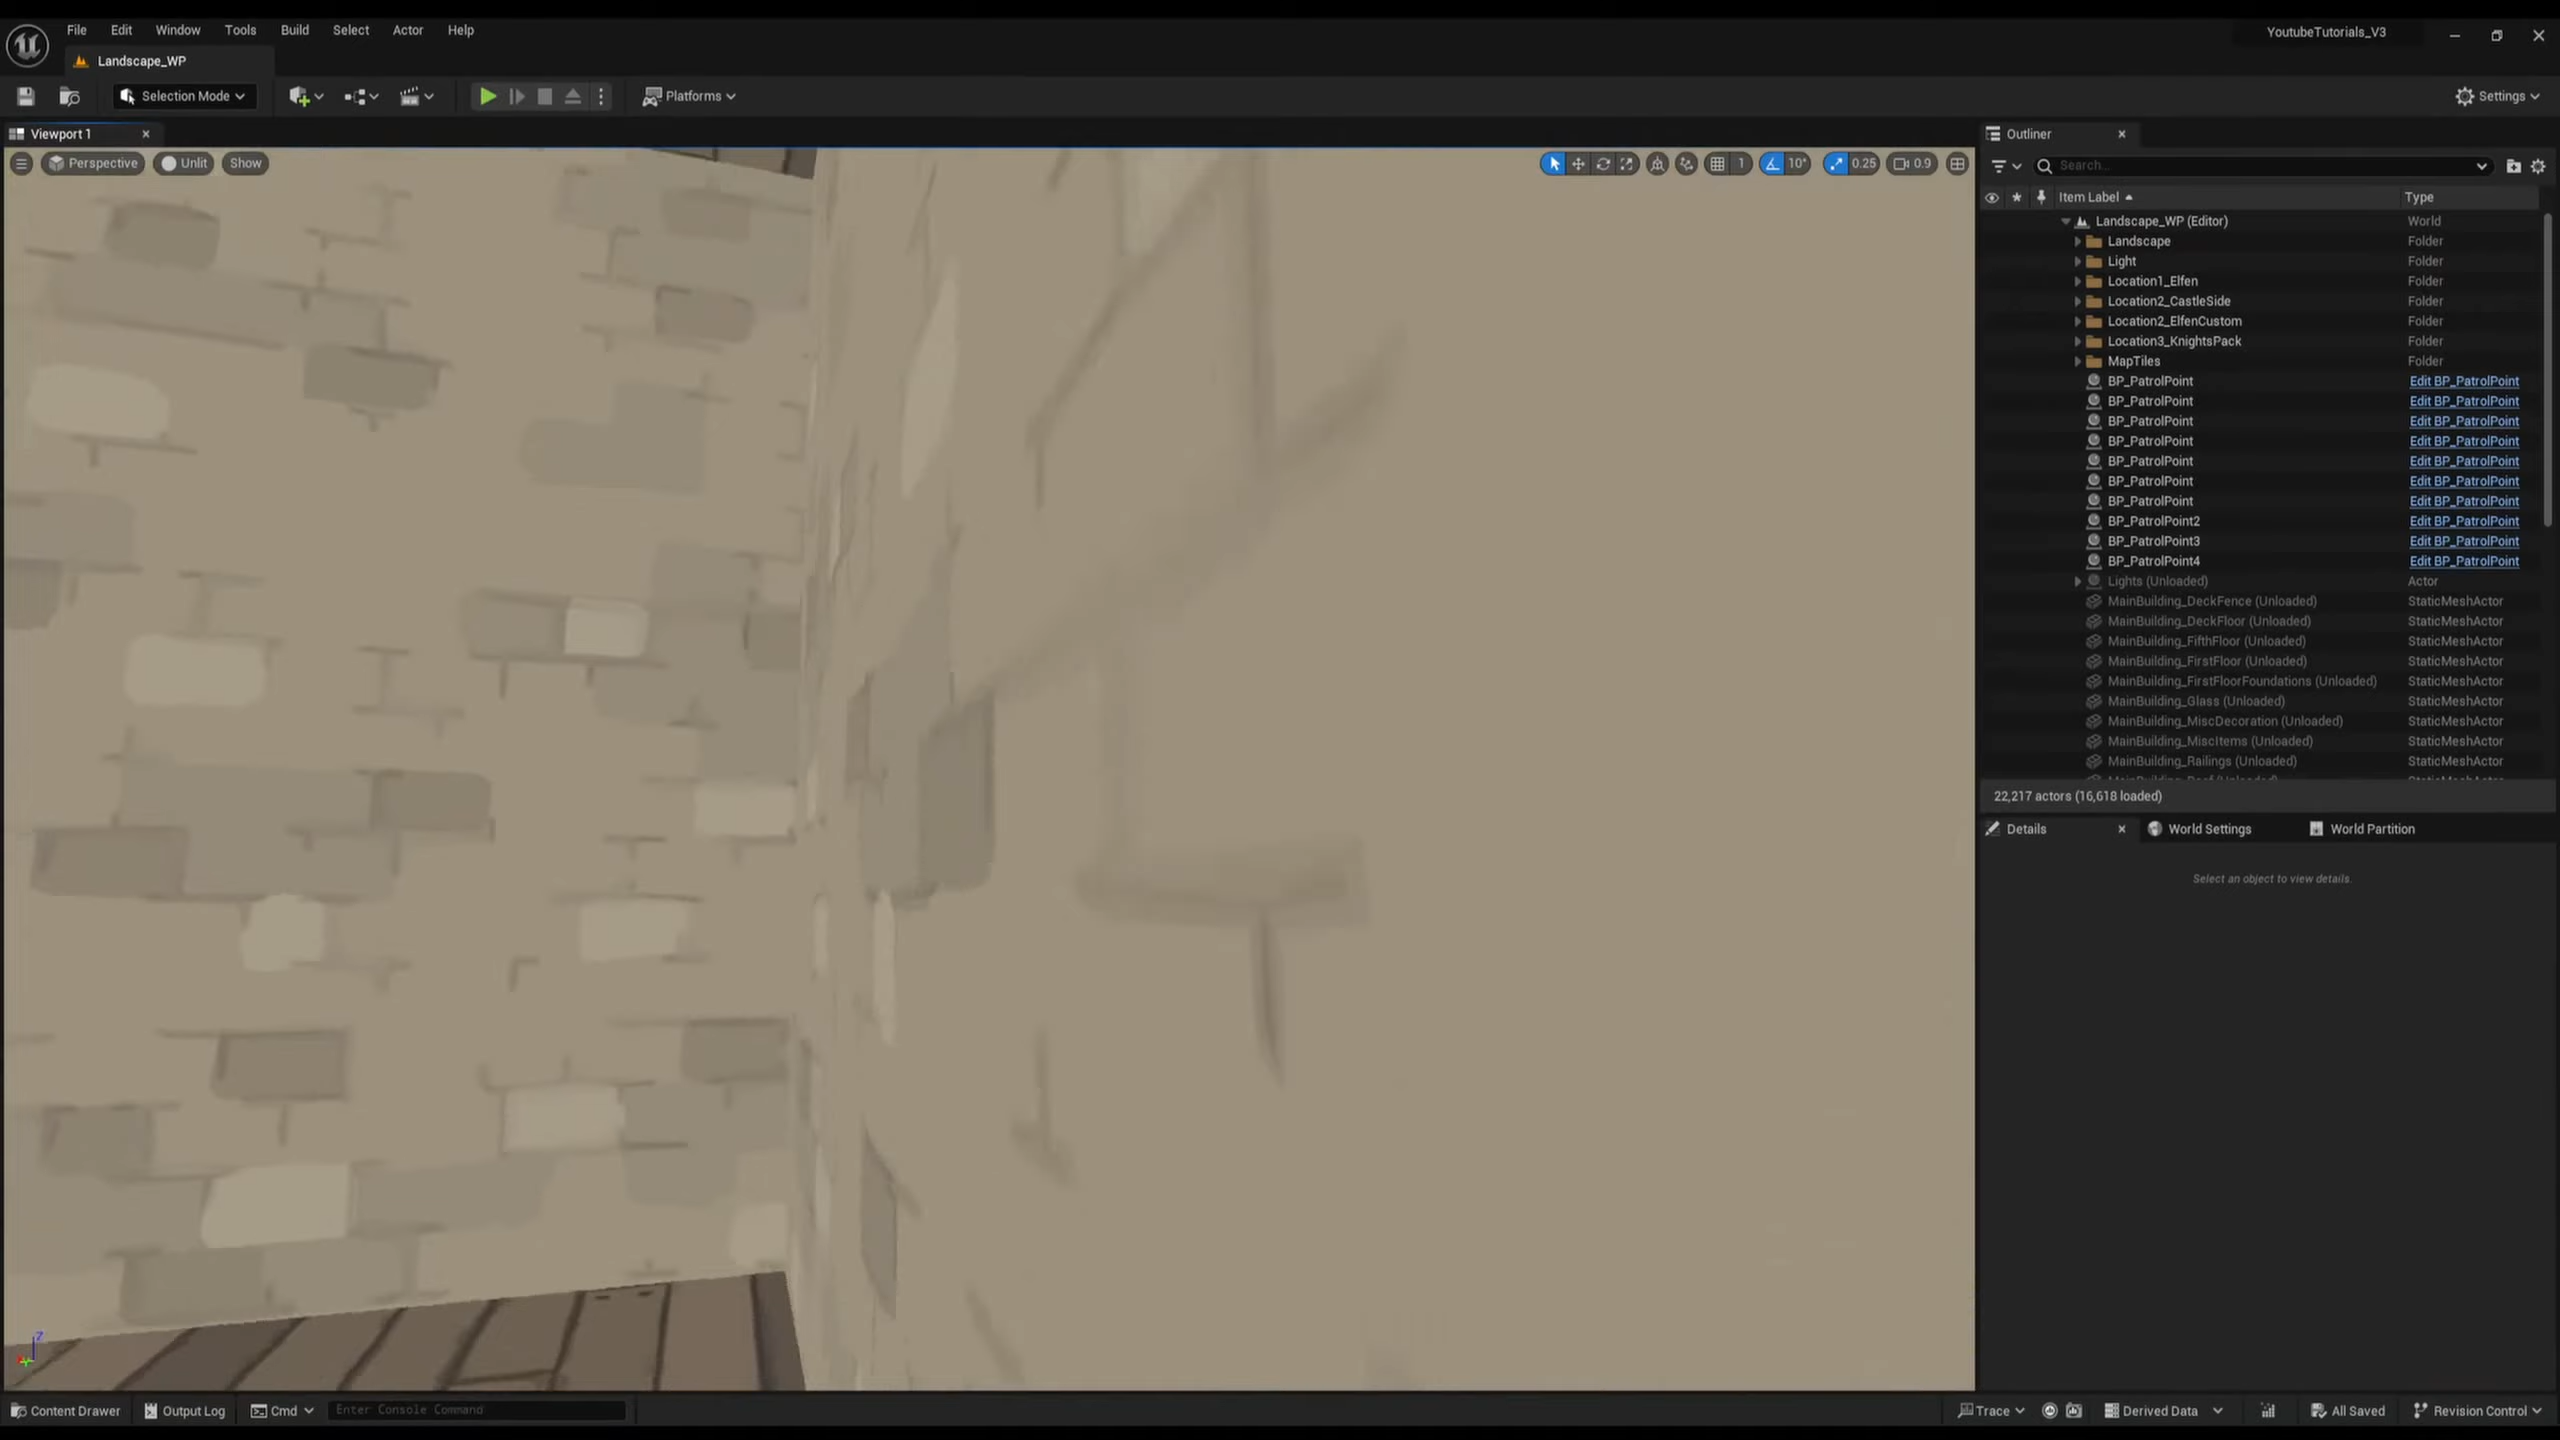 File Edit Window Tools Build Select Actor Help
YoutubeTutorials_V3
Landscape_WP
Selection Mode
Platforms
Settings
Viewport 1
Perspective Unlit Show
1 10° 0.25 0.9
Outliner
Search...
Item Label Type
Landscape_WP (Editor) World
Landscape Folder
Light Folder
Location1_Elfen Folder
Location2_CastleSide Folder
Location2_ElfenCustom Folder
Location3_KnightsPack Folder
MapTiles Folder
BP_PatrolPoint Edit BP_PatrolPoint
BP_PatrolPoint Edit BP_PatrolPoint
BP_PatrolPoint Edit BP_PatrolPoint
BP_PatrolPoint Edit BP_PatrolPoint
BP_PatrolPoint Edit BP_PatrolPoint
BP_PatrolPoint Edit BP_PatrolPoint
BP_PatrolPoint Edit BP_PatrolPoint
BP_PatrolPoint2 Edit BP_PatrolPoint
BP_PatrolPoint3 Edit BP_PatrolPoint
BP_PatrolPoint4 Edit BP_PatrolPoint
Lights (Unloaded) Actor
MainBuilding_DeckFence (Unloaded) StaticMeshActor
MainBuilding_DeckFloor (Unloaded) StaticMeshActor
MainBuilding_FifthFloor (Unloaded) StaticMeshActor
MainBuilding_FirstFloor (Unloaded) StaticMeshActor
MainBuilding_FirstFloorFoundations (Unloaded) StaticMeshActor
MainBuilding_Glass (Unloaded) StaticMeshActor
MainBuilding_MiscDecoration (Unloaded) StaticMeshActor
MainBuilding_MiscItems (Unloaded) StaticMeshActor
MainBuilding_Railings (Unloaded) StaticMeshActor
22,217 actors (16,618 loaded)
Details World Settings World Partition
Select an object to view details.
Z
Content Drawer Output Log Cmd Enter Console Command
Trace Derived Data All Saved Revision Control